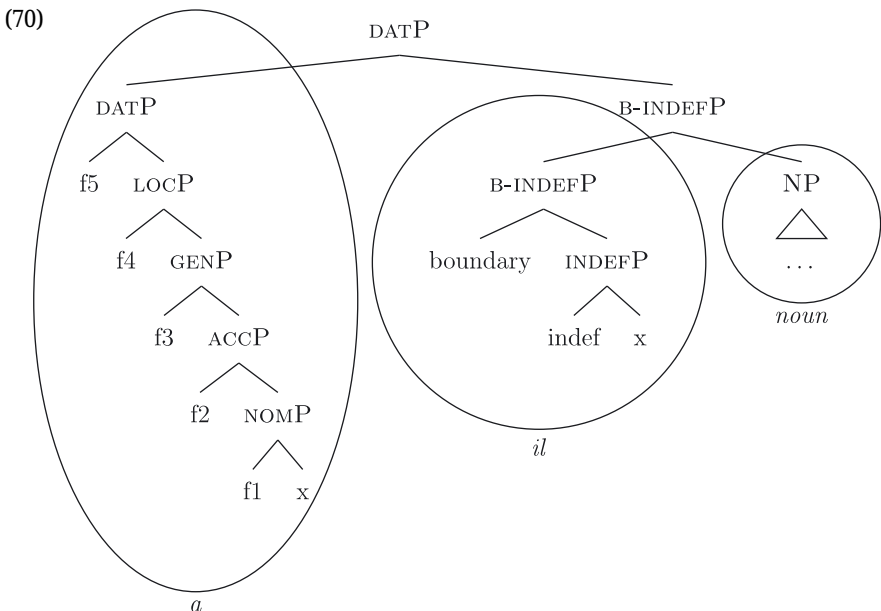 (70)
DATP
DATP B-INDEFP
f5 LOCP B-INDEFP NP
f4 GENP boundary INDEFP ...
f3 ACCP indef x noun
f2 NOMP
il
f1 x
a